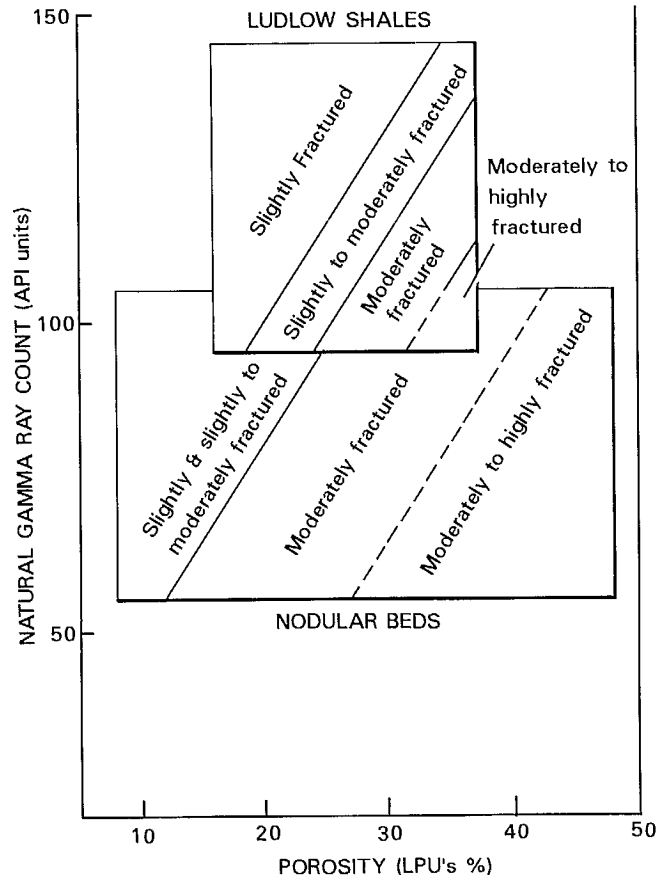 LUDLOW SHALES
150
Slightly Fractured
Slightly to moderately fractured
Moderately
fractured
Moderately to
highly
fractured
100
Slightly & slightly to
moderately fractured
Moderately fractured
Moderately to highly fractured
50
NODULAR BEDS
NATURAL GAMMA RAY COUNT (API units)
10
20
30
40
50
POROSITY (LPU's %)